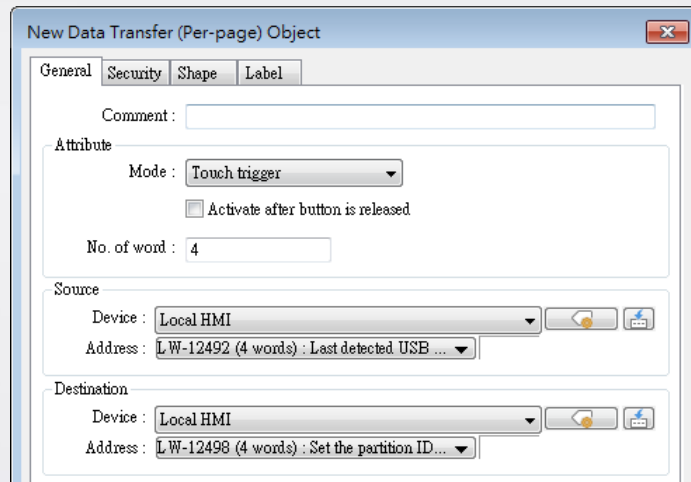 New Data Transfer (Per-page) Object
General Security Shape Label
Comment :
Attribute
Mode : Touch trigger
Activate after button is released
No. of word : 4
Source
Device : Local HMI
Address : LW-12492 (4 words) : Last detected USB ...
Destination
Device : Local HMI
Address : LW-12498 (4 words) : Set the partition ID...